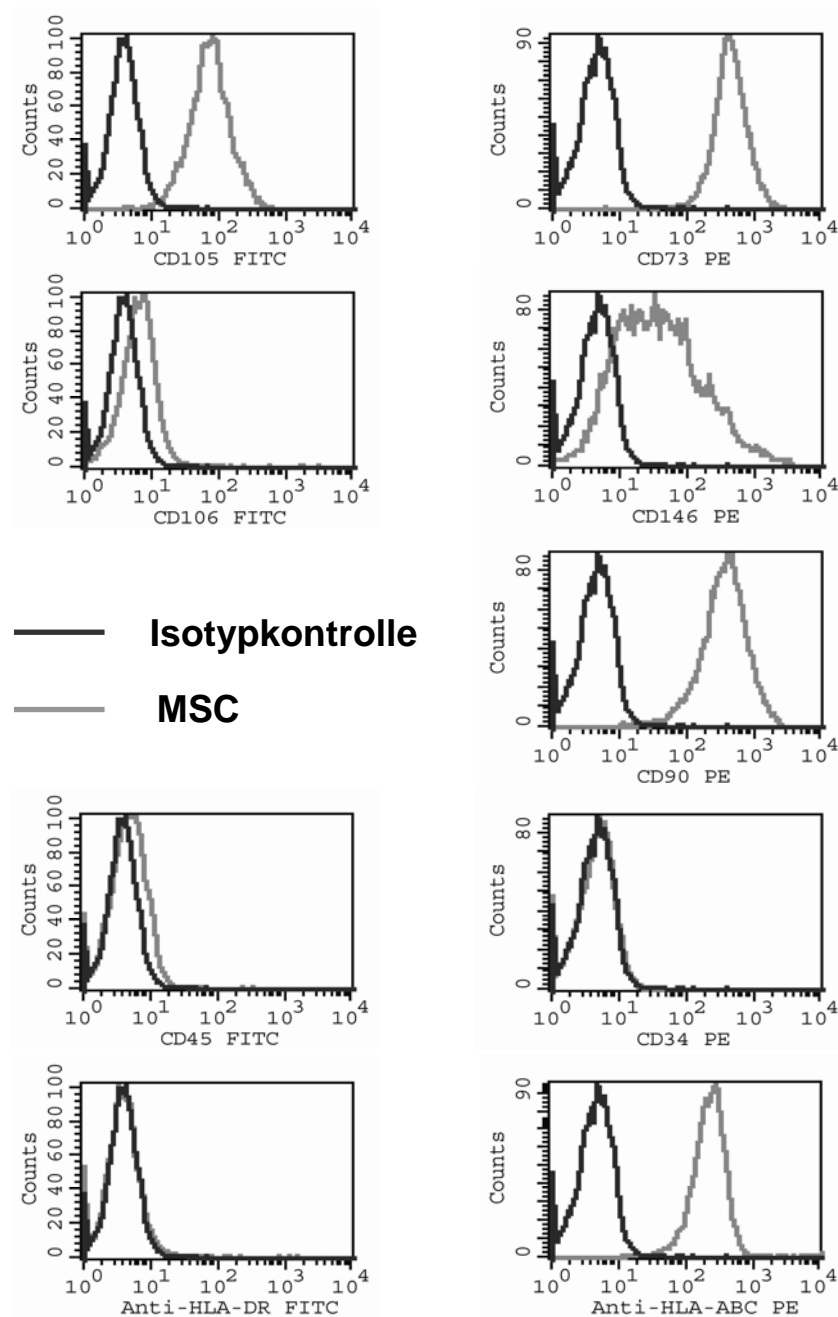 Counts
0 20 40 60 80 100
10^0 10^1 10^2 10^3 10^4
CD105 FITC
Counts
0 90
10^0 10^1 10^2 10^3 10^4
CD73 PE
Counts
0 20 40 60 80 100
10^0 10^1 10^2 10^3 10^4
CD106 FITC
Counts
0 80
10^0 10^1 10^2 10^3 10^4
CD146 PE
Isotypkontrolle
MSC
Counts
0 80
10^0 10^1 10^2 10^3 10^4
CD90 PE
Counts
0 20 40 60 80 100
10^0 10^1 10^2 10^3 10^4
CD45 FITC
Counts
0 80
10^0 10^1 10^2 10^3 10^4
CD34 PE
Counts
0 20 40 60 80 100
10^0 10^1 10^2 10^3 10^4
Anti-HLA-DR FITC
Counts
0 90
10^0 10^1 10^2 10^3 10^4
Anti-HLA-ABC PE